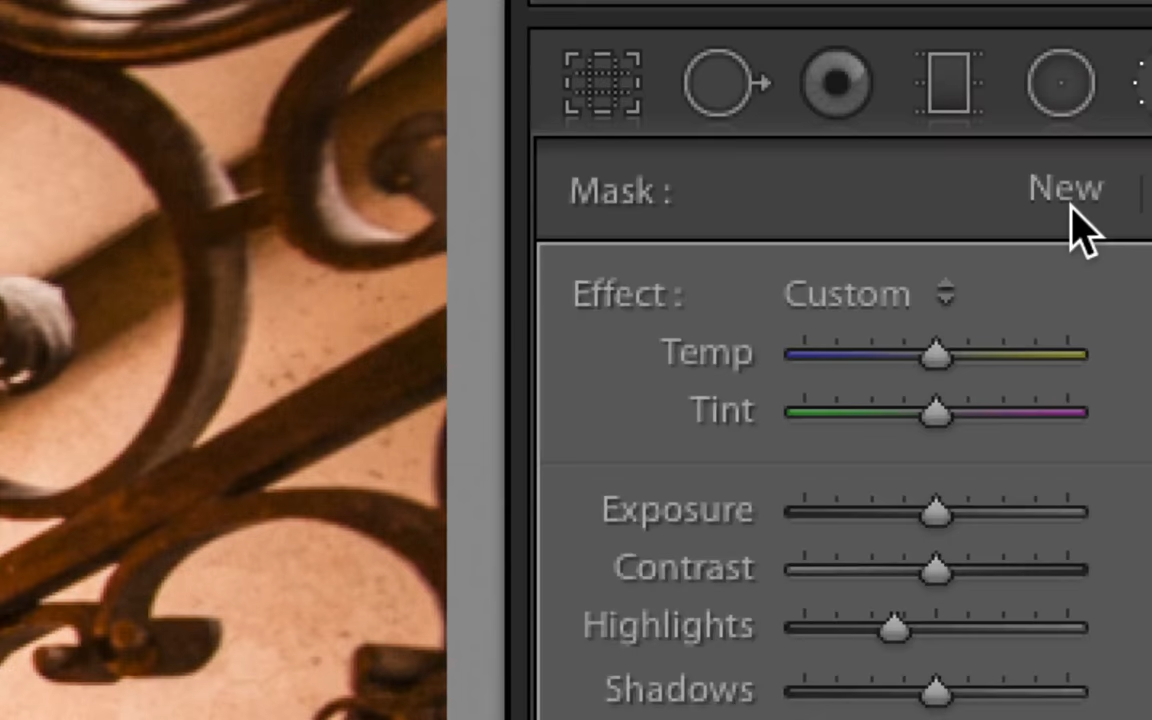 Mask : New
Effect : Custom
Temp
Tint
Exposure
Contrast
Highlights
Shadows